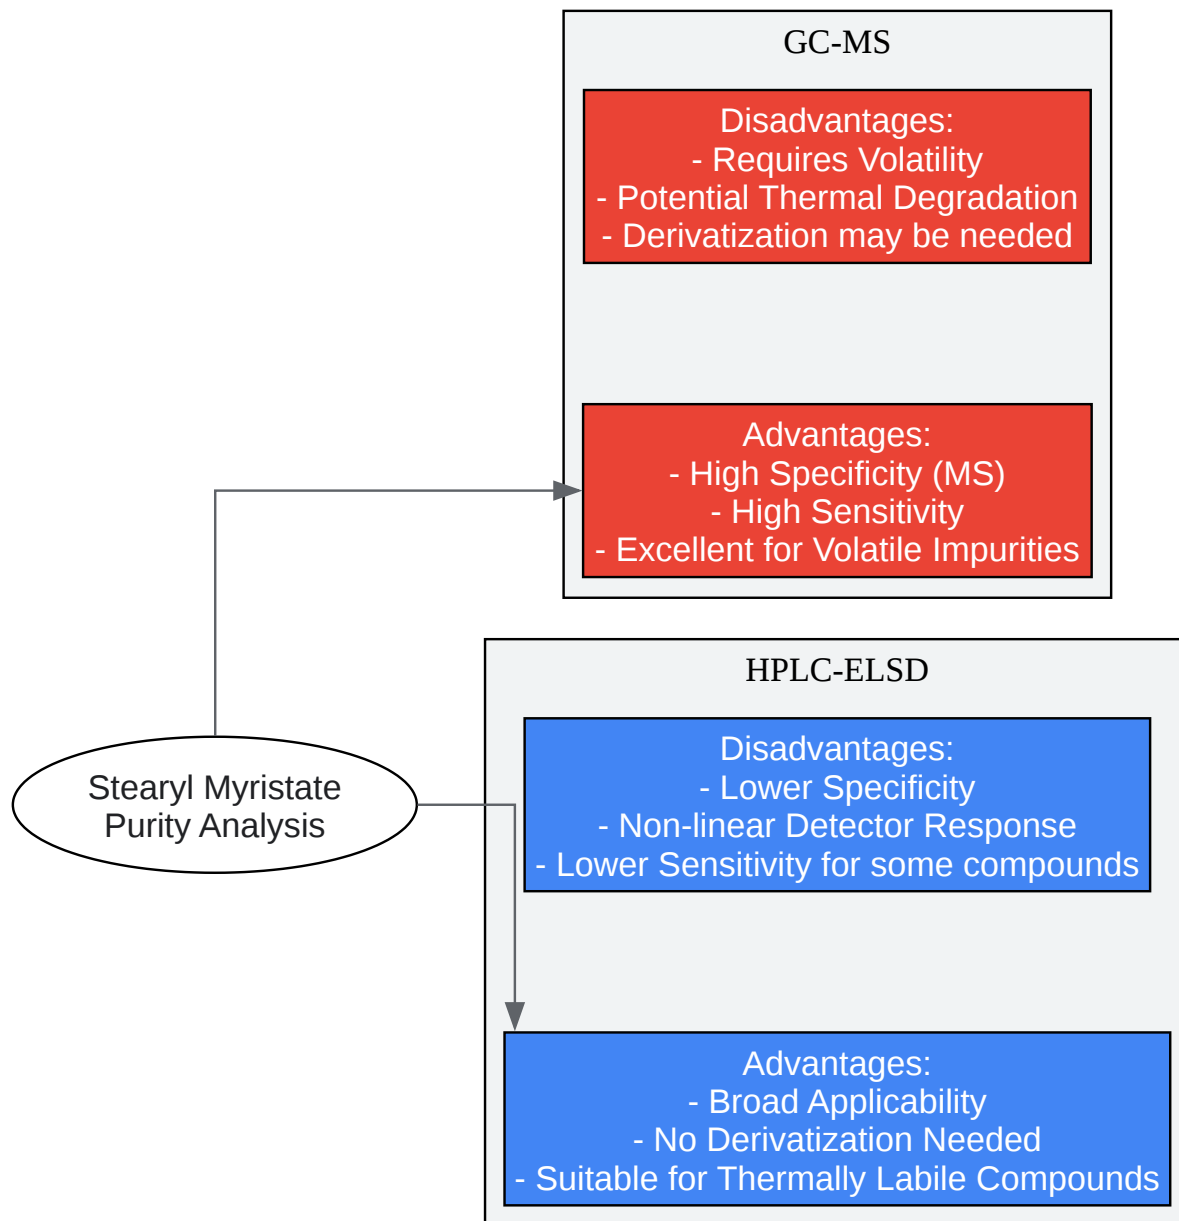 GC-MS
Disadvantages:
- Requires Volatility
- Potential Thermal Degradation
- Derivatization may be needed
Advantages:
- High Specificity (MS)
- High Sensitivity
- Excellent for Volatile Impurities
HPLC-ELSD
Disadvantages:
- Lower Specificity
- Non-linear Detector Response
- Lower Sensitivity for some compounds
Stearyl Myristate
Purity Analysis
Advantages:
- Broad Applicability
- No Derivatization Needed
- Suitable for Thermally Labile Compounds